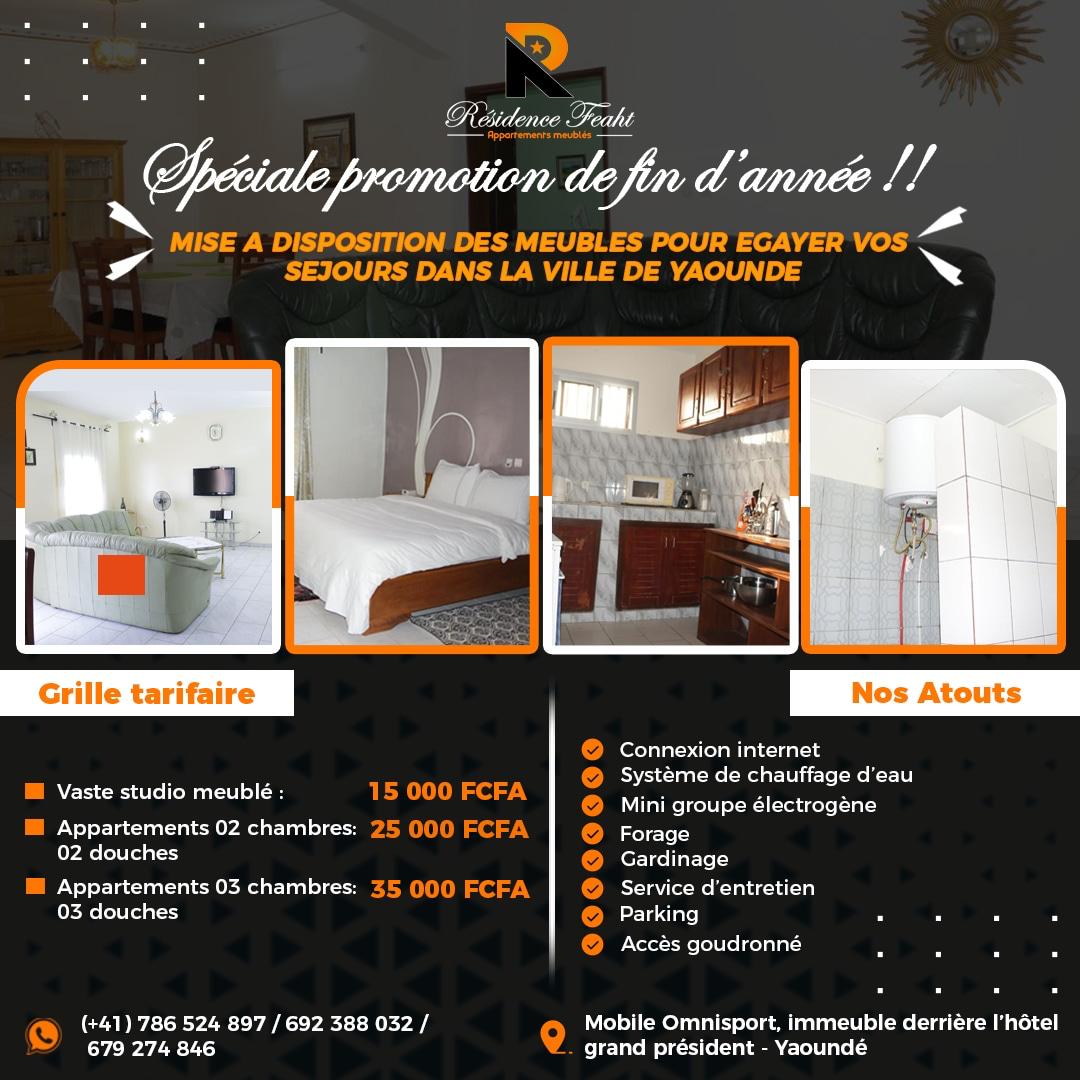 R
Résidence Feaht
Appartements meublés
Spéciale promotion de fin d'année !!
MISE A DISPOSITION DES MEUBLES POUR EGAYER VOS
SEJOURS DANS LA VILLE DE YAOUNDE
Grille tarifaire
Vaste studio meublé : 15 000 FCFA
Appartements 02 chambres: 25 000 FCFA
02 douches
Appartements 03 chambres: 35 000 FCFA
03 douches
Nos Atouts
Connexion internet
Système de chauffage d'eau
Mini groupe électrogène
Forage
Gardinage
Service d'entretien
Parking
Accès goudronné
(+41) 786 524 897 / 692 388 032 /
679 274 846
Mobile Omnisport, immeuble derrière l'hôtel
grand président - Yaoundé